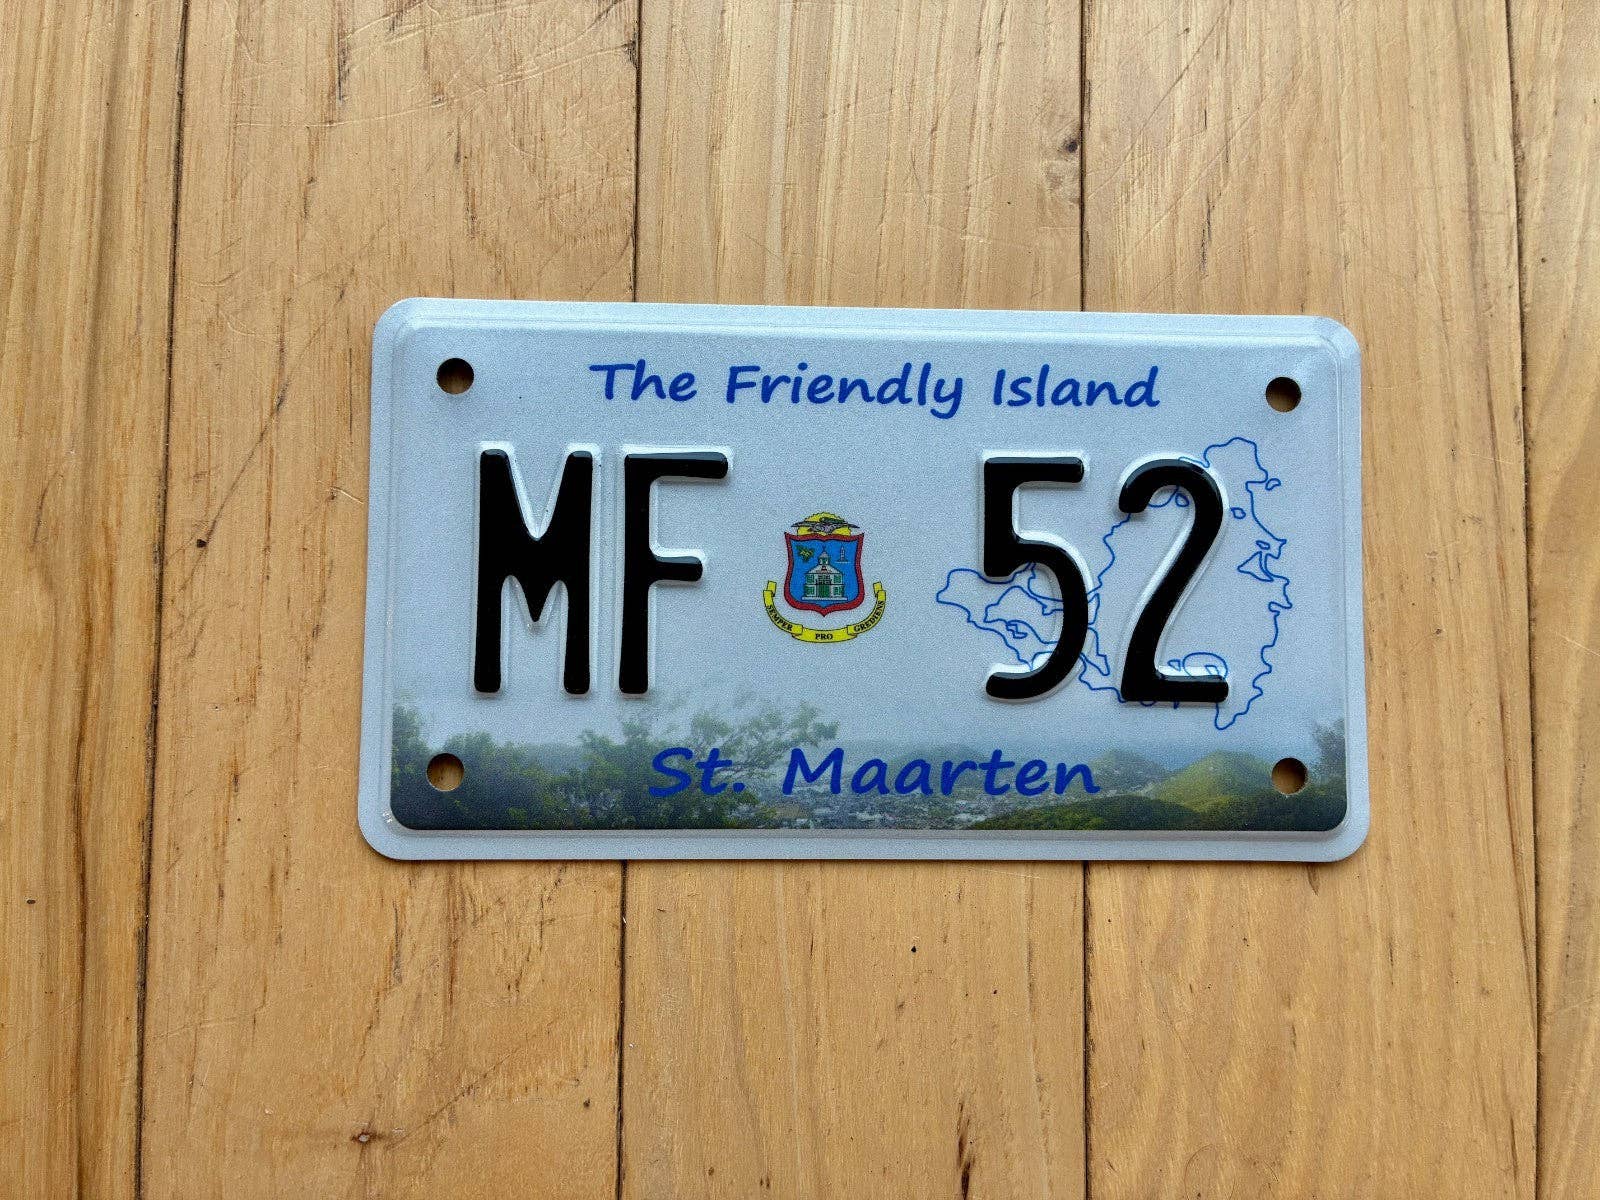 The Friendly Island
MF 52
SEMPER PRO GREDIENS
St. Maarten